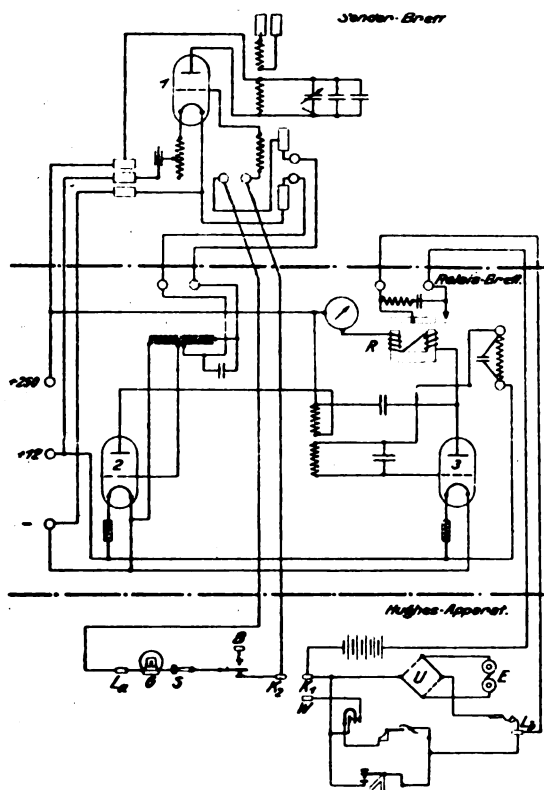 Sender-Brett
1
Relais-Brett.
R
+250
+12
2
3
-
Hughes-Apparat.
B
La G S K2 K1 U E
W
Lb